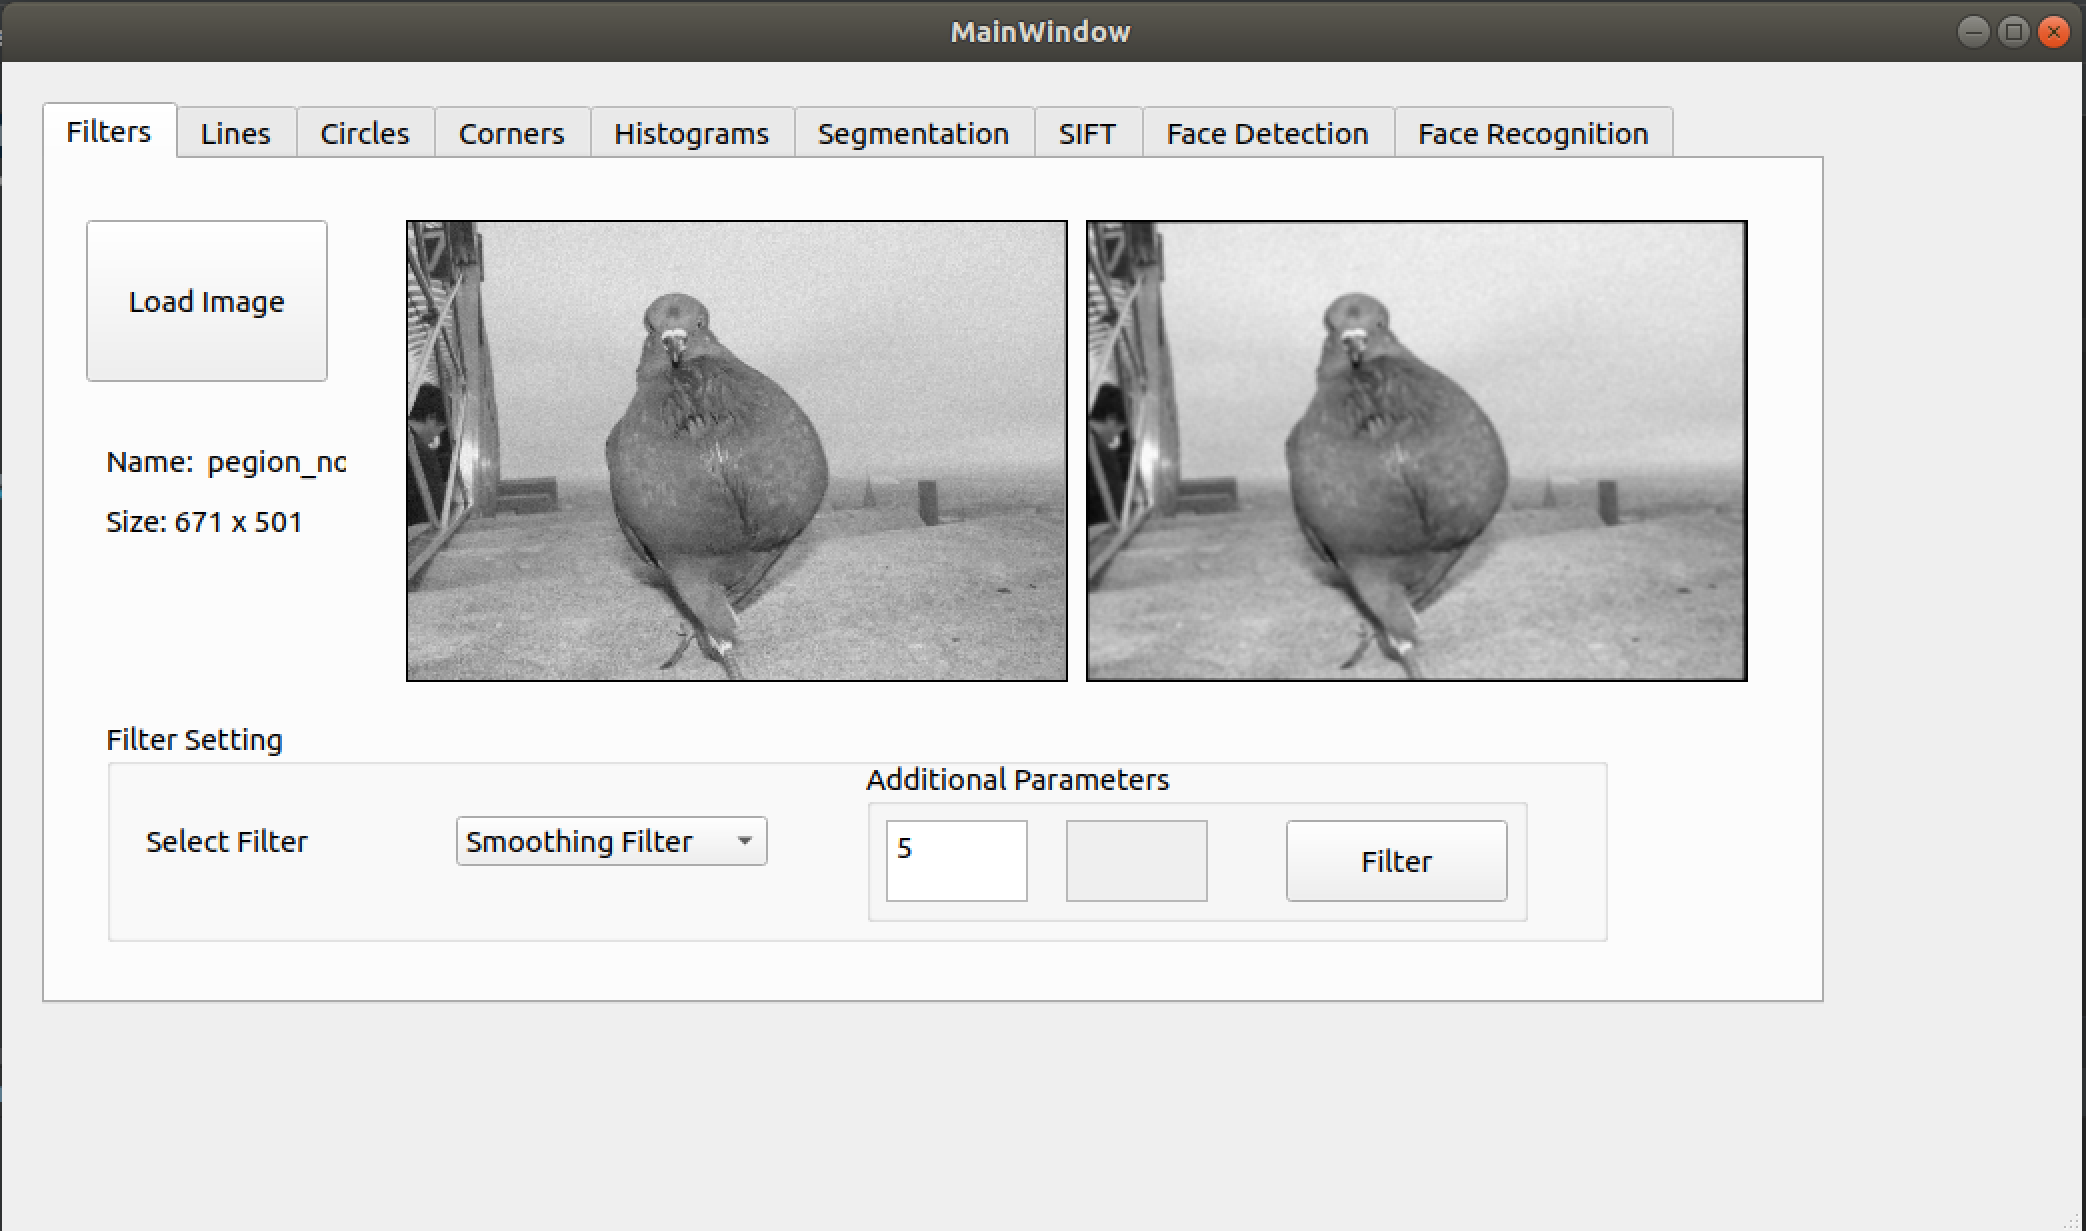 MainWindow
Filters Lines Circles Corners Histograms Segmentation SIFT Face Detection Face Recognition
Load Image
Name: pegion_no
Size: 671 x 501
Filter Setting
Additional Parameters
Select Filter Smoothing Filter 5 Filter